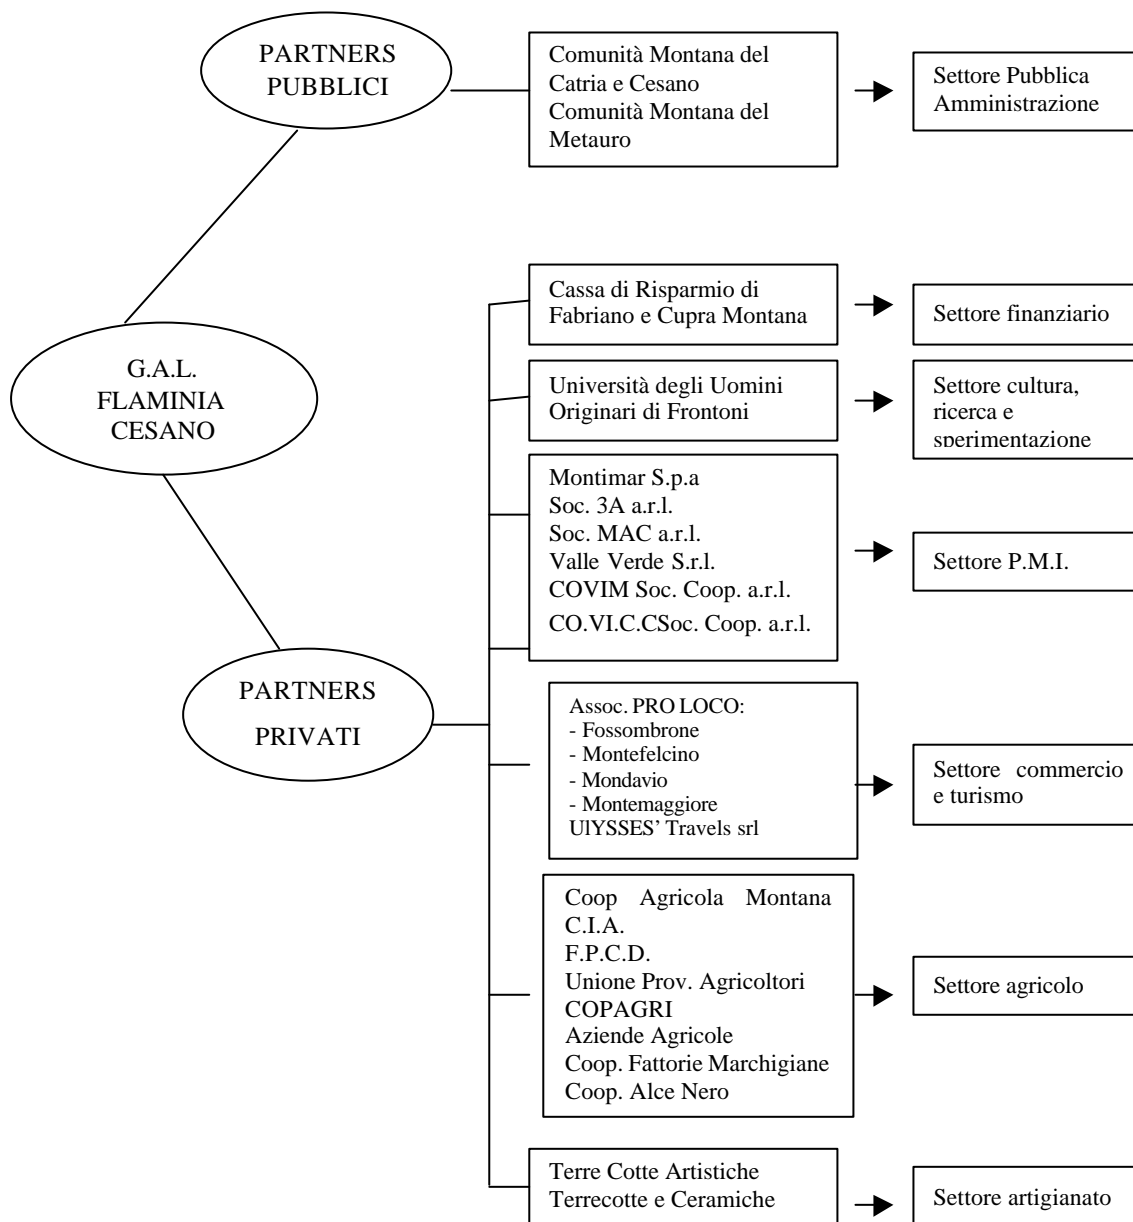 PARTNERS
PUBBLICI
Comunità Montana del
Catria e Cesano
Comunità Montana del
Metauro
Settore Pubblica
Amministrazione
G.A.L.
FLAMINIA
CESANO
Cassa di Risparmio di
Fabriano e Cupra Montana
Settore finanziario
Università degli Uomini
Originari di Frontoni
Settore cultura,
ricerca e
sperimentazione
Montimar S.p.a
Soc. 3A a.r.l.
Soc. MAC a.r.l.
Valle Verde S.r.l.
COVIM Soc. Coop. a.r.l.
CO.VI.C.CSoc. Coop. a.r.l.
Settore P.M.I.
PARTNERS
PRIVATI
Assoc. PRO LOCO:
- Fossombrone
- Montefelcino
- Mondavio
- Montemaggiore
UlYSSES’ Travels srl
Settore commercio
e turismo
Coop Agricola Montana
C.I.A.
F.P.C.D.
Unione Prov. Agricoltori
COPAGRI
Aziende Agricole
Coop. Fattorie Marchigiane
Coop. Alce Nero
Settore agricolo
Terre Cotte Artistiche
Terrecotte e Ceramiche
Settore artigianato